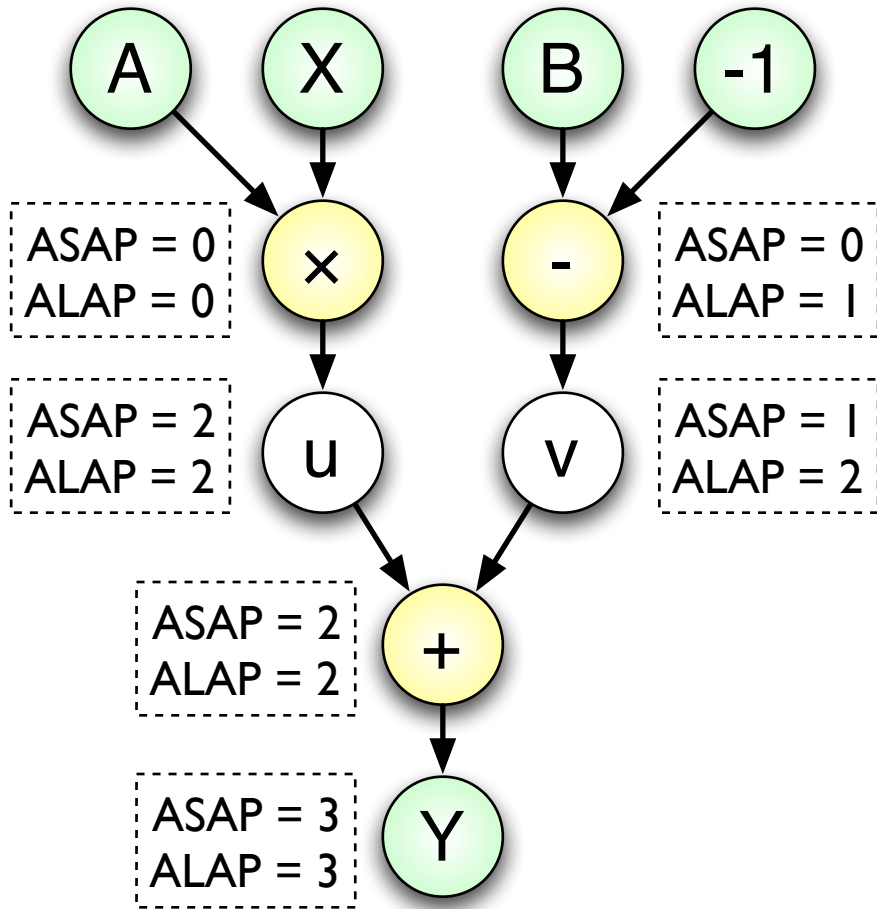 A X B -1
ASAP = 0
ALAP = 0
×
-
ASAP = 0
ALAP = 1
ASAP = 2
ALAP = 2
u
v
ASAP = 1
ALAP = 2
ASAP = 2
ALAP = 2
+
ASAP = 3
ALAP = 3
Y